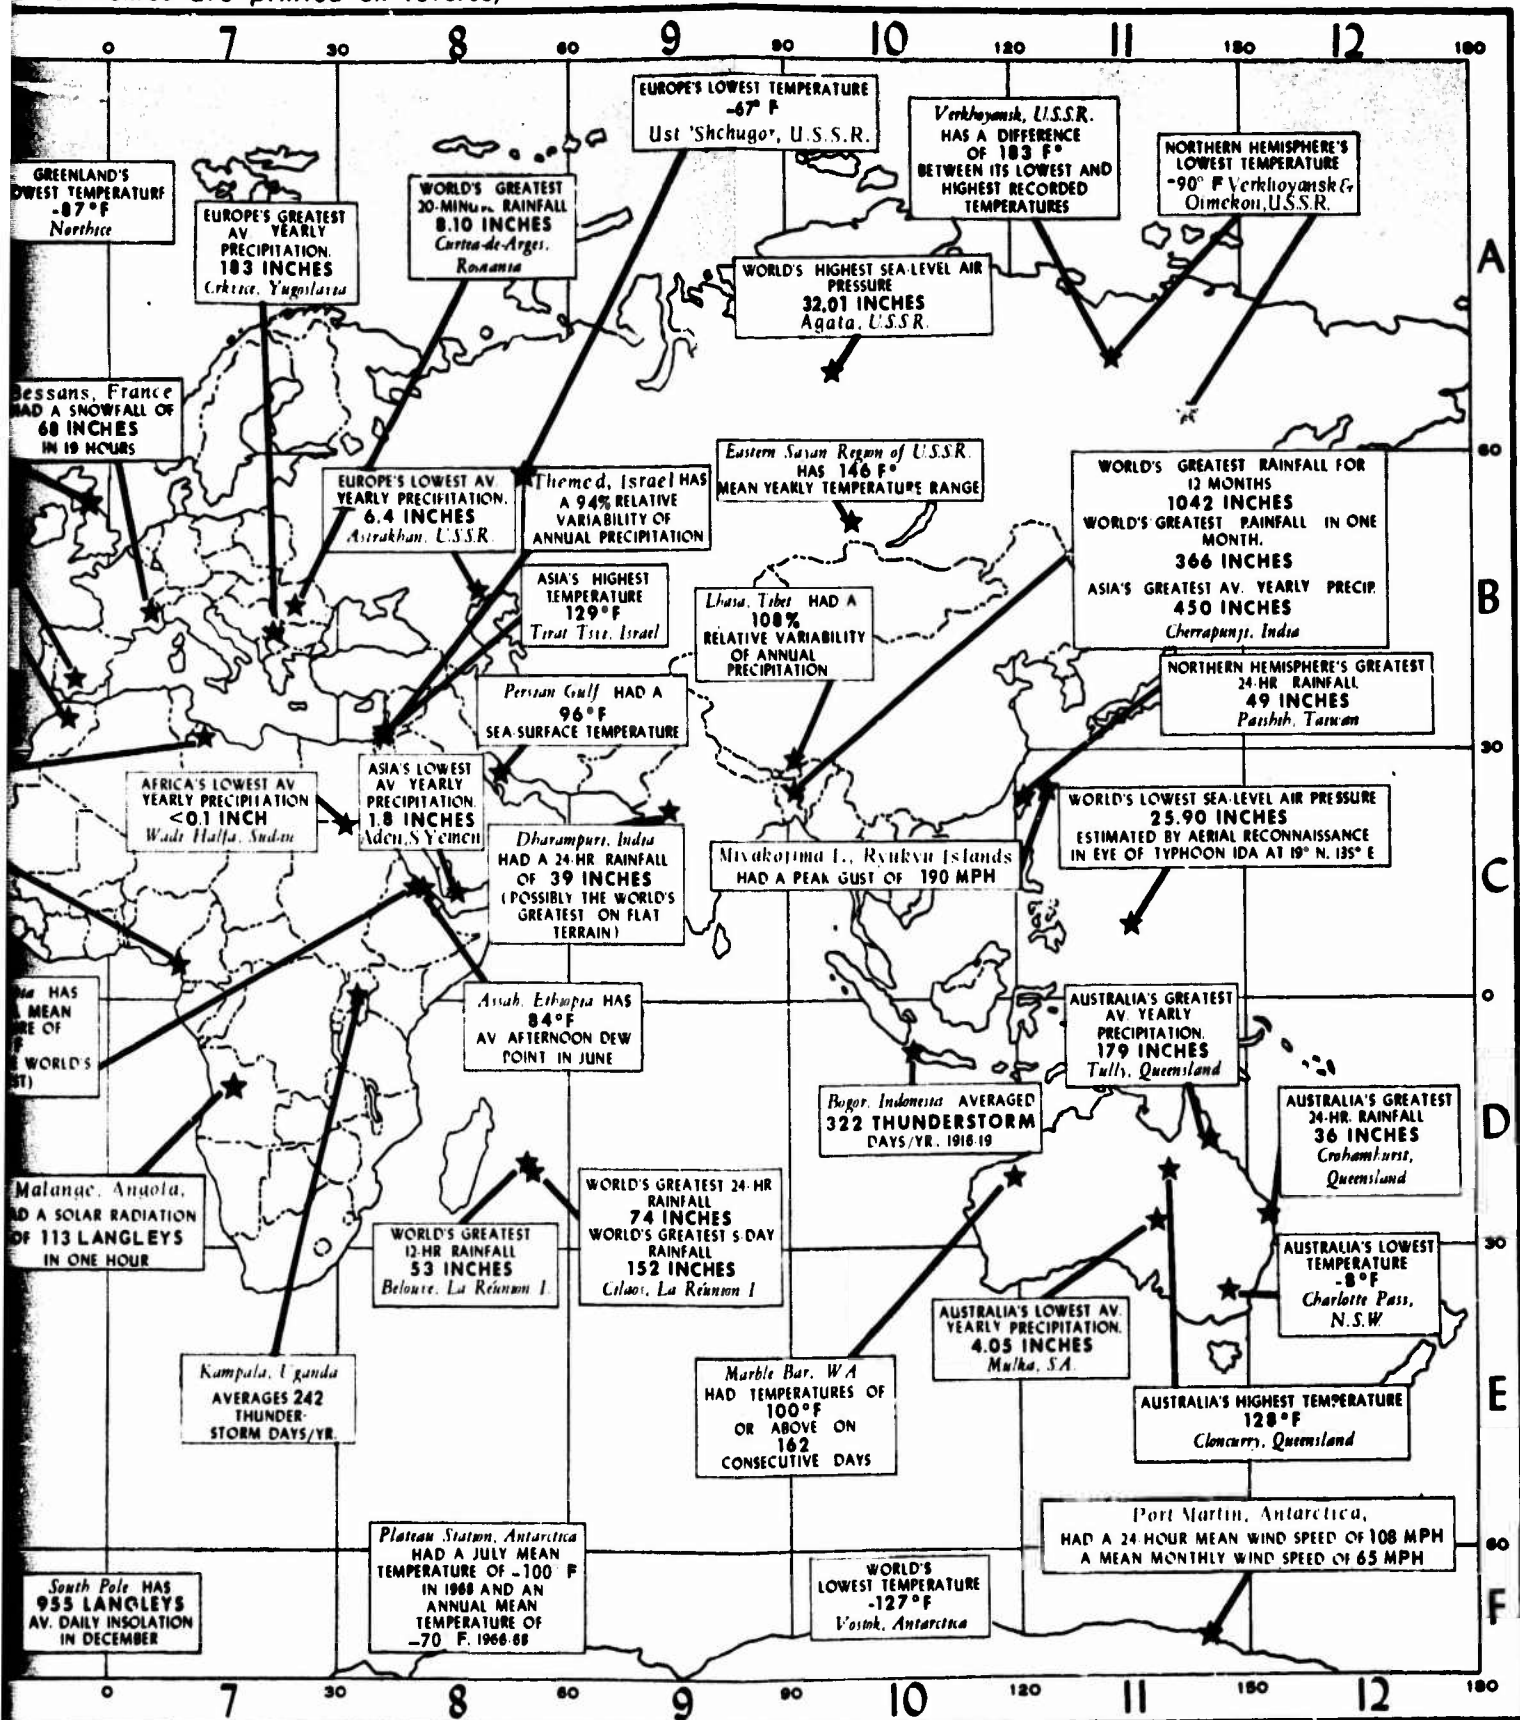 are printed on reverse)
0 7 30 8 60 9 90 10 120 11 150 12 180
EUROPE'S LOWEST TEMPERATURE
-67° F
Ust 'Shchugor, U.S.S.R.
Verkhoyansk, U.S.S.R.
HAS A DIFFERENCE
OF 183 F°
BETWEEN ITS LOWEST AND
HIGHEST RECORDED
TEMPERATURES
NORTHERN HEMISPHERE'S
LOWEST TEMPERATURE
-90° F Verkhoyansk &
Oimekon, U.S.S.R.
GREENLAND'S
OWEST TEMPERATURE
-87°F
Northice
EUROPE'S GREATEST
AV. YEARLY
PRECIPITATION.
183 INCHES
Crkvice, Yugoslavia
WORLD'S GREATEST
20-MINUTE RAINFALL
8.10 INCHES
Curtea-de-Arges,
Romania
A
WORLD'S HIGHEST SEA-LEVEL AIR
PRESSURE
32.01 INCHES
Agata, U.S.S.R.
Bessans, France
HAD A SNOWFALL OF
68 INCHES
IN 19 HOURS
60
EUROPE'S LOWEST AV.
YEARLY PRECIPITATION.
6.4 INCHES
Astrakhan, U.S.S.R.
Themed, Israel HAS
A 94% RELATIVE
VARIABILITY OF
ANNUAL PRECIPITATION
Eastern Sayan Region of U.S.S.R.
HAS 146 F°
MEAN YEARLY TEMPERATURE RANGE
WORLD'S GREATEST RAINFALL FOR
12 MONTHS
1042 INCHES
WORLD'S GREATEST RAINFALL IN ONE
MONTH.
366 INCHES
ASIA'S GREATEST AV. YEARLY PRECIP.
450 INCHES
Cherrapunji, India
ASIA'S HIGHEST
TEMPERATURE
129°F
Tirat Tsvi, Israel
Lhasa, Tibet HAD A
108%
RELATIVE VARIABILITY
OF ANNUAL
PRECIPITATION
B
NORTHERN HEMISPHERE'S GREATEST
24-HR RAINFALL
49 INCHES
Paishih, Taiwan
Persian Gulf HAD A
96°F
SEA-SURFACE TEMPERATURE
30
AFRICA'S LOWEST AV
YEARLY PRECIPITATION
<0.1 INCH
Wadi Halfa, Sudan
ASIA'S LOWEST
AV YEARLY
PRECIPITATION.
1.8 INCHES
Aden, S Yemen
Dharampuri, India
HAD A 24-HR RAINFALL
OF 39 INCHES
(POSSIBLY THE WORLD'S
GREATEST ON FLAT
TERRAIN)
Miyakojima I., Ryukyu Islands
HAD A PEAK GUST OF 190 MPH
WORLD'S LOWEST SEA-LEVEL AIR PRESSURE
25.90 INCHES
ESTIMATED BY AERIAL RECONNAISSANCE
IN EYE OF TYPHOON IDA AT 19° N. 135° E
C
HAS
MEAN
RE OF
F
WORLD'S
ST)
Assab, Ethiopia HAS
84°F
AV AFTERNOON DEW
POINT IN JUNE
0
AUSTRALIA'S GREATEST
AV. YEARLY
PRECIPITATION.
179 INCHES
Tully, Queensland
Bogor, Indonesia AVERAGED
322 THUNDERSTORM
DAYS/YR. 1916-19
AUSTRALIA'S GREATEST
24-HR. RAINFALL
36 INCHES
Crohamhurst,
Queensland
D
Malange, Angola,
AD A SOLAR RADIATION
OF 113 LANGLEYS
IN ONE HOUR
WORLD'S GREATEST
12-HR RAINFALL
53 INCHES
Belouve, La Réunion I.
WORLD'S GREATEST 24-HR
RAINFALL
74 INCHES
WORLD'S GREATEST 5-DAY
RAINFALL
152 INCHES
Cilaos, La Réunion I
30
AUSTRALIA'S LOWEST
TEMPERATURE
-8°F
Charlotte Pass,
N.S.W.
AUSTRALIA'S LOWEST AV.
YEARLY PRECIPITATION.
4.05 INCHES
Mulka, S.A.
Kampala, Uganda
AVERAGES 242
THUNDER-
STORM DAYS/YR.
Marble Bar, W A
HAD TEMPERATURES OF
100°F
OR ABOVE ON
162
CONSECUTIVE DAYS
AUSTRALIA'S HIGHEST TEMPERATURE
128°F
Cloncurry, Queensland
E
Port Martin, Antarctica,
HAD A 24-HOUR MEAN WIND SPEED OF 108 MPH
A MEAN MONTHLY WIND SPEED OF 65 MPH
60
Plateau Station, Antarctica
HAD A JULY MEAN
TEMPERATURE OF -100 F
IN 1968 AND AN
ANNUAL MEAN
TEMPERATURE OF
-70 F. 1966-68
South Pole HAS
955 LANGLEYS
AV. DAILY INSOLATION
IN DECEMBER
WORLD'S
LOWEST TEMPERATURE
-127°F
Vostok, Antarctica
F
0 7 30 8 60 9 90 10 120 11 150 12 180